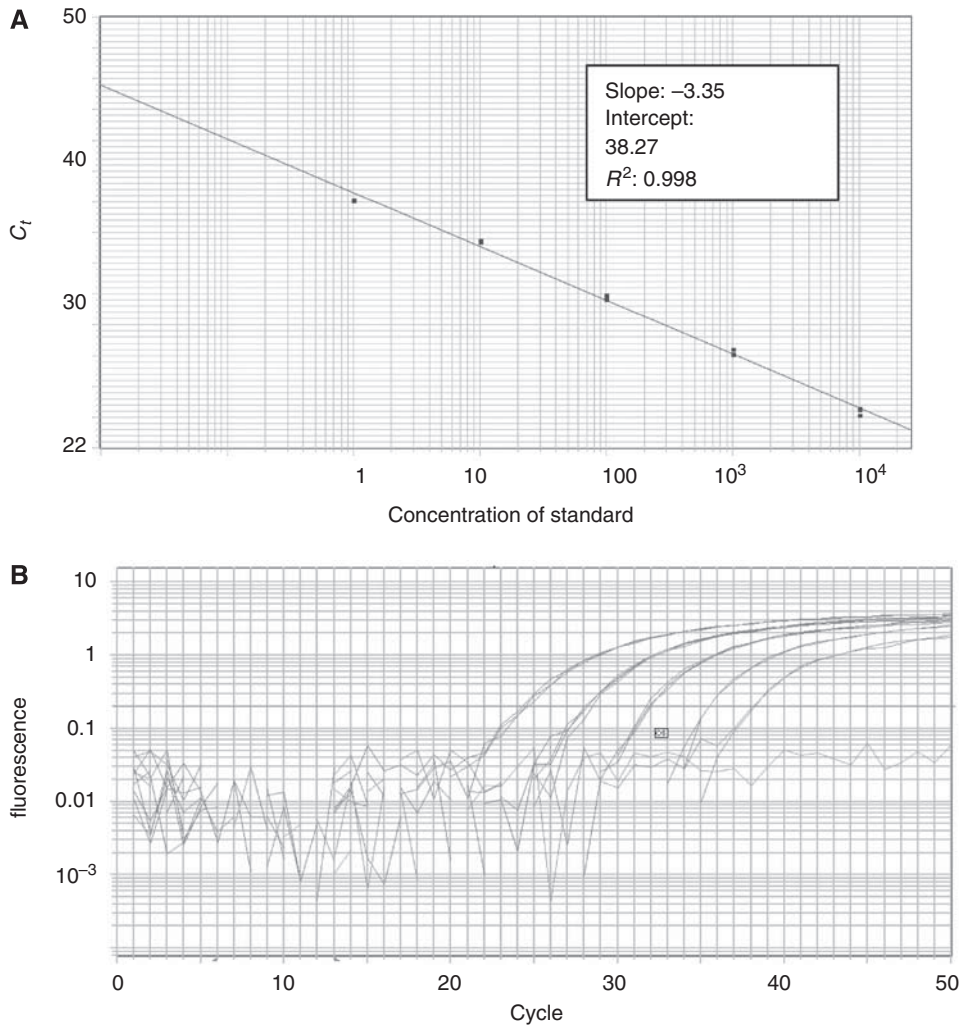 A
50
40
30
22
C_t
Slope: –3.35
Intercept:
38.27
R²: 0.998
1 10 100 10³ 10⁴
Concentration of standard
B
10
1
0.1
0.01
10⁻³
fluorescence
0 10 20 30 40 50
Cycle